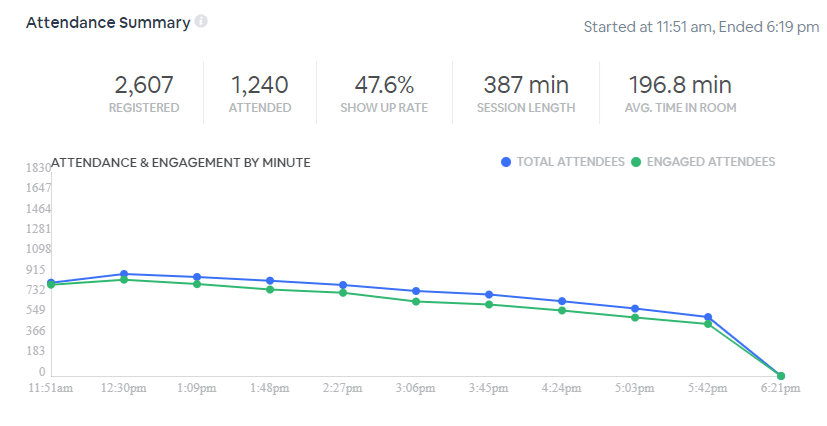 Attendance Summary
Started at 11:51 am, Ended 6:19 pm
2,607 1,240 47.6% 387 min 196.8 min
REGISTERED ATTENDED SHOW UP RATE SESSION LENGTH AVG. TIME IN ROOM
ATTENDANCE & ENGAGEMENT BY MINUTE
TOTAL ATTENDEES ENGAGED ATTENDEES
1830
1647
1464
1281
1098
915
732
549
366
183
0
11:51am 12:30pm 1:09pm 1:48pm 2:27pm 3:06pm 3:45pm 4:24pm 5:03pm 5:42pm 6:21pm